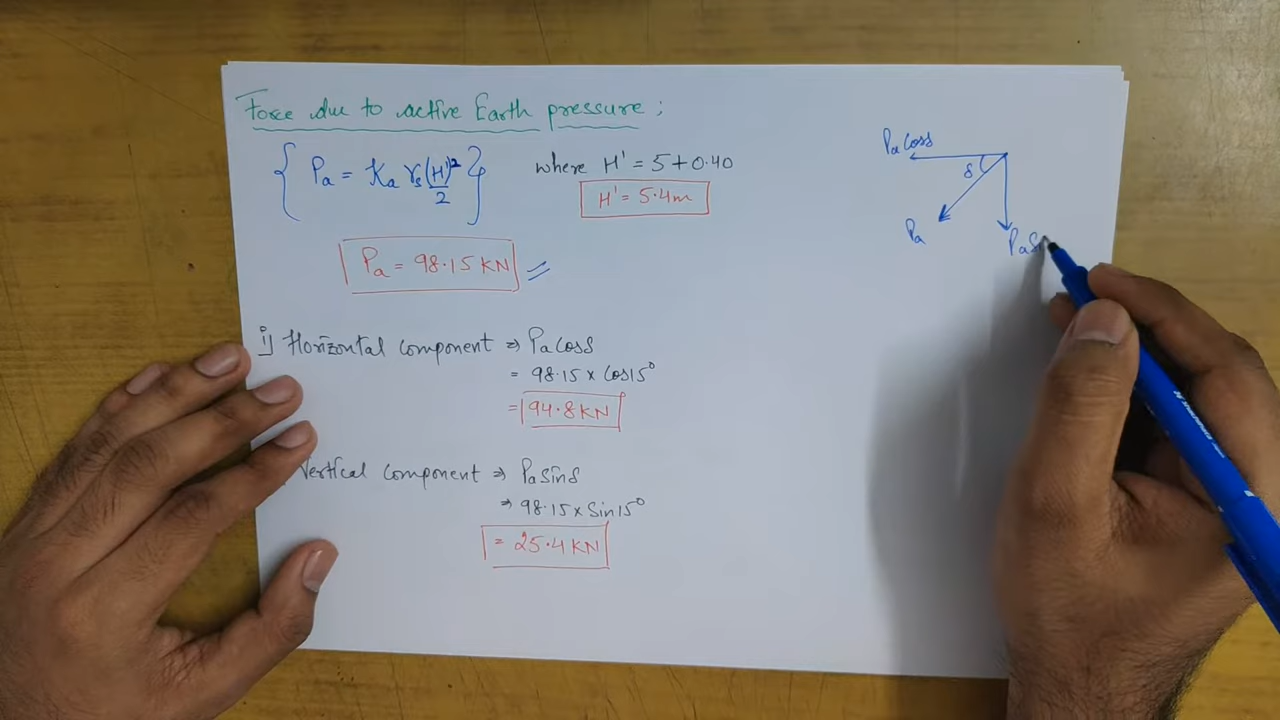 Force due to active Earth pressure :
{ Pa = Ka γs (H')²/2 } where H' = 5+0.40
H' = 5.4m
Pa = 98.15 KN
i) Horizontal component ⇒ Pa cosδ
= 98.15 × Cos15°
= 94.8 KN
Vertical component ⇒ Pa sinδ
⇒ 98.15 × Sin15°
= 25.4 KN
Pa cosδ
δ
Pa
Pa S